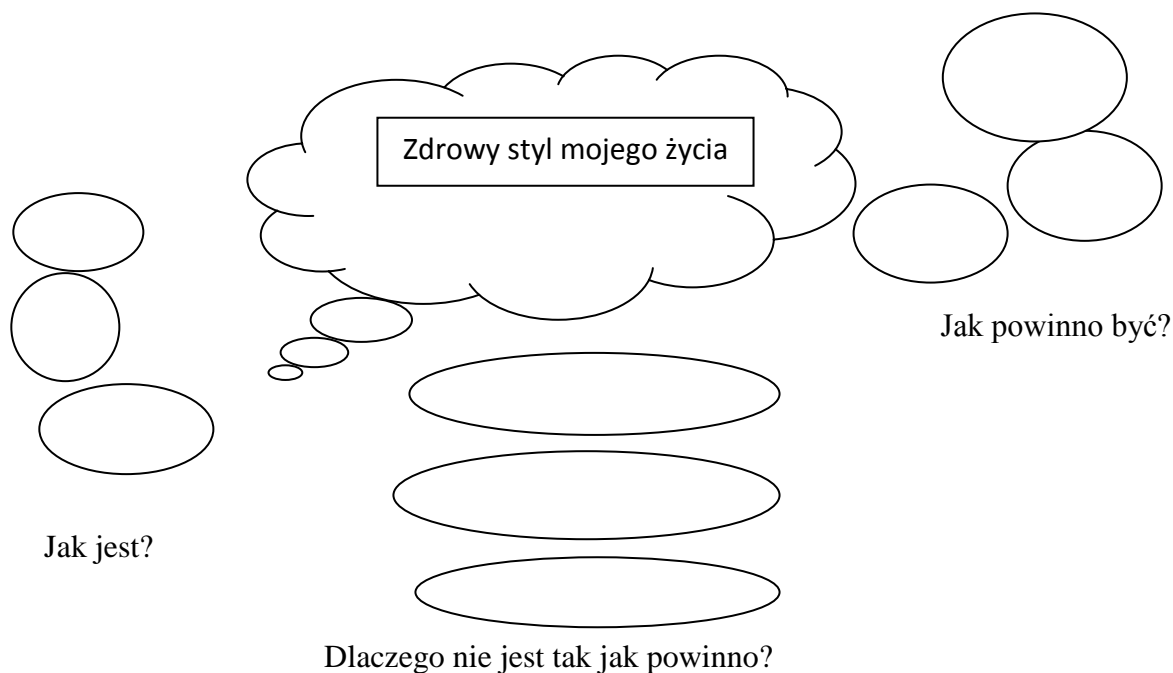 Zdrowy styl mojego życia
Jak powinno być?
Jak jest?
Dlaczego nie jest tak jak powinno?